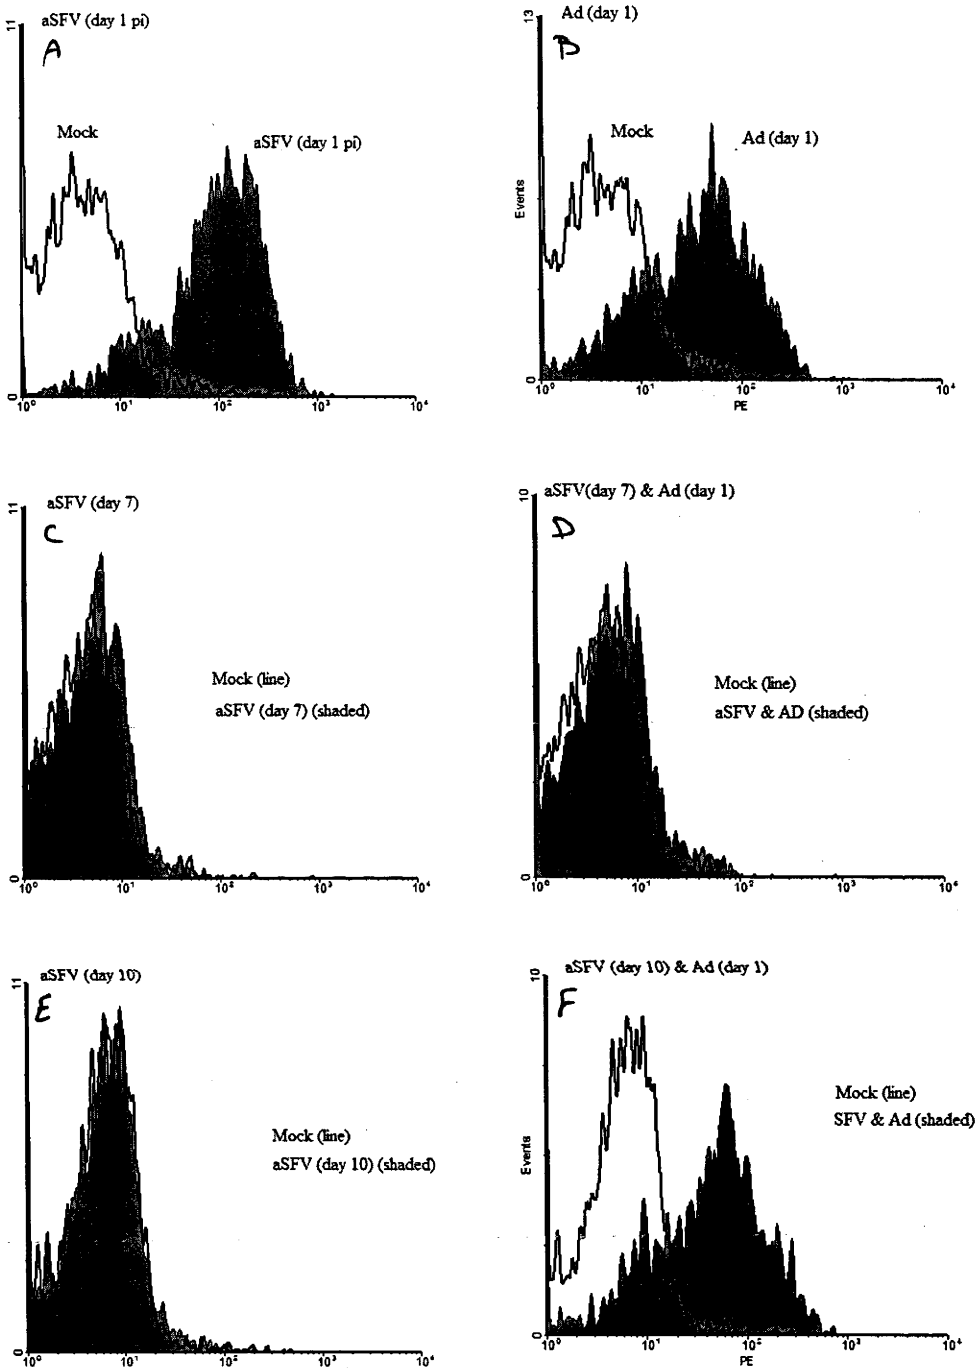 aSFV (day 1 pi)
11
A
Mock
aSFV (day 1 pi)
0
10⁰ 10¹ 10² 10³ 10⁴
Ad (day 1)
13
B
Mock
Ad (day 1)
Events
0
10⁰ 10¹ 10² 10³ 10⁴
PE
aSFV (day 7)
11
C
Mock (line)
aSFV (day 7) (shaded)
0
10⁰ 10¹ 10² 10³ 10⁴
aSFV(day 7) & Ad (day 1)
10
D
Mock (line)
aSFV & AD (shaded)
0
10⁰ 10¹ 10² 10³
aSFV (day 10)
11
E
Mock (line)
aSFV (day 10) (shaded)
0
10⁰ 10¹ 10² 10³ 10⁴
aSFV (day 10) & Ad (day 1)
10
F
Mock (line)
SFV & Ad (shaded)
Events
0
10⁰ 10¹ 10² 10³ 10⁴
PE